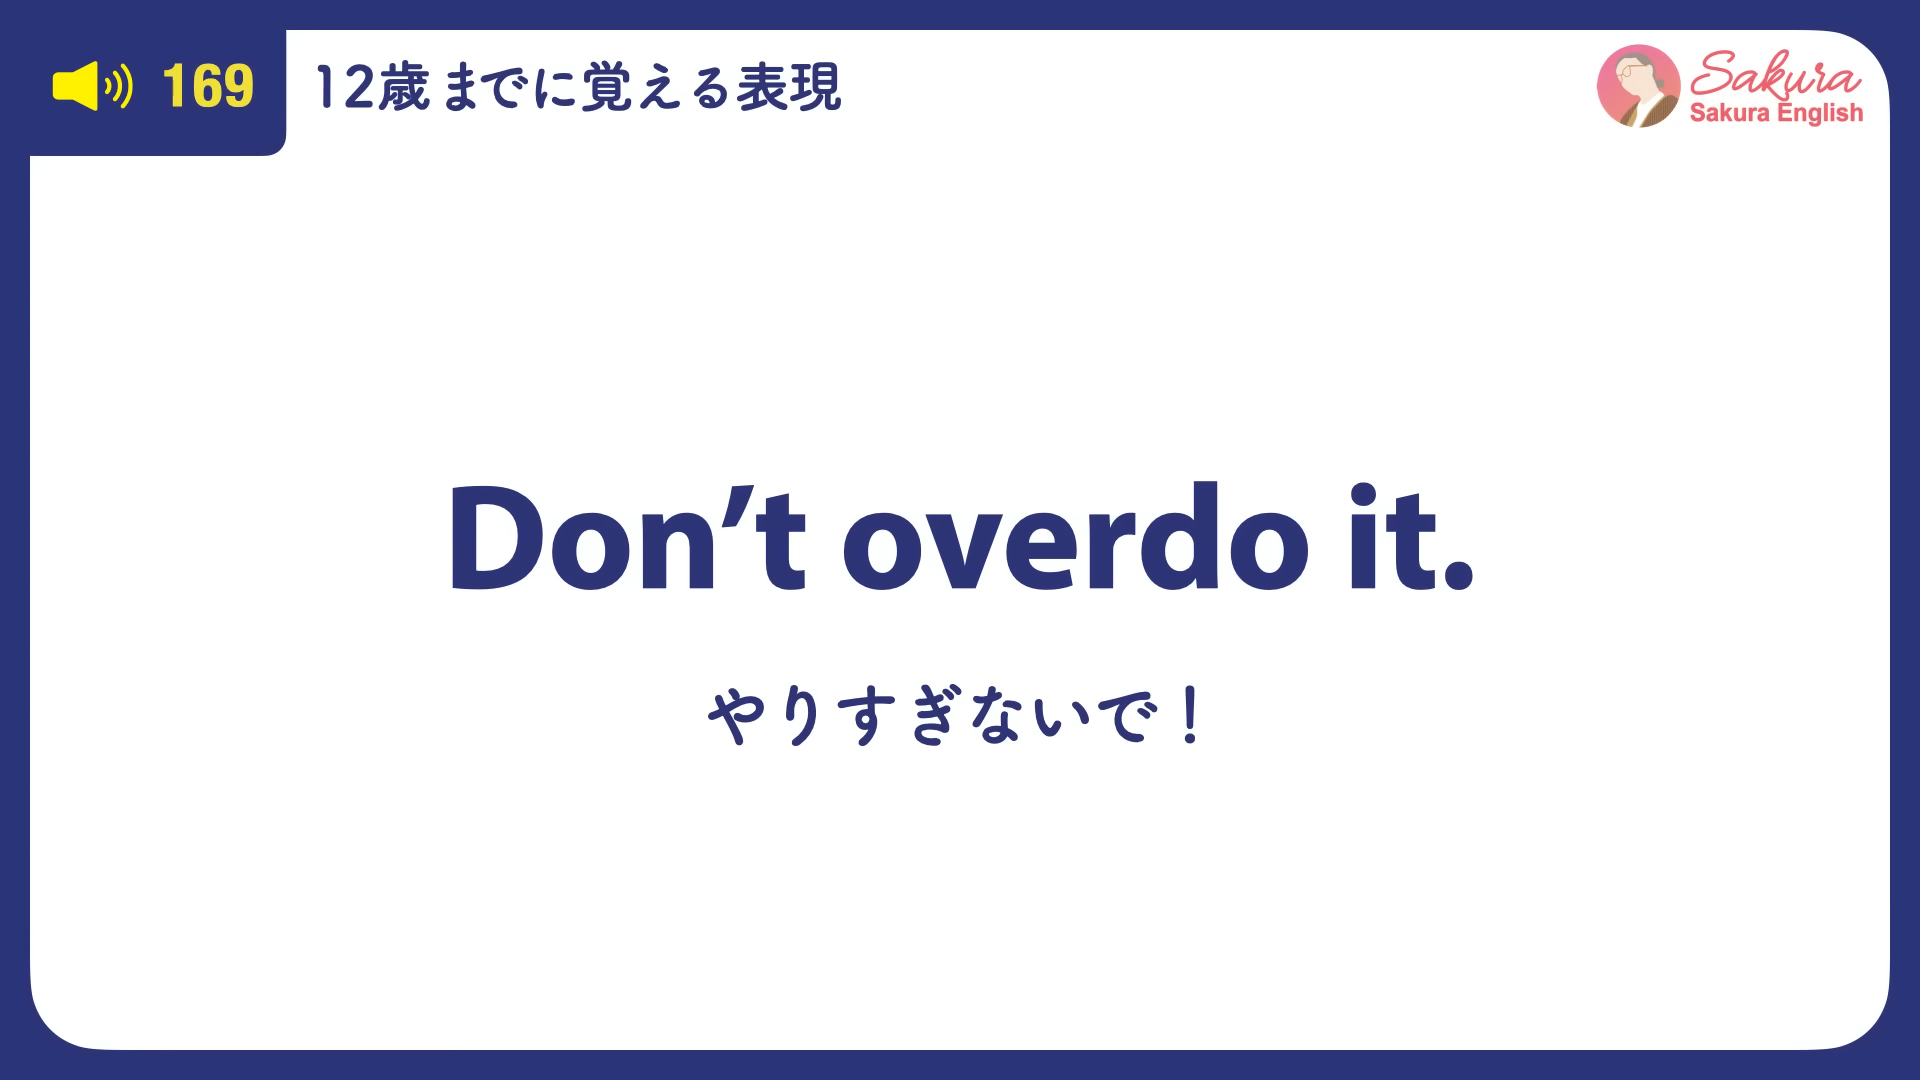 169
12歳までに覚える表現
Sakura
Sakura English
Don’t overdo it.
やりすぎないで！